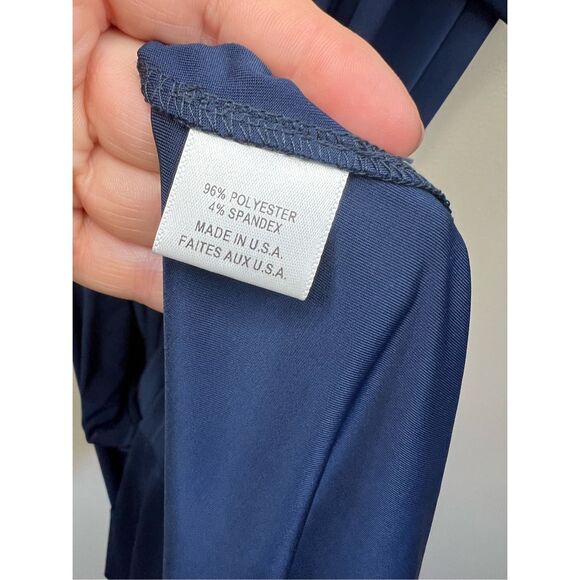 96% POLYESTER
4% SPANDEX
MADE IN U.S.A.
FAITES AUX U.S.A.